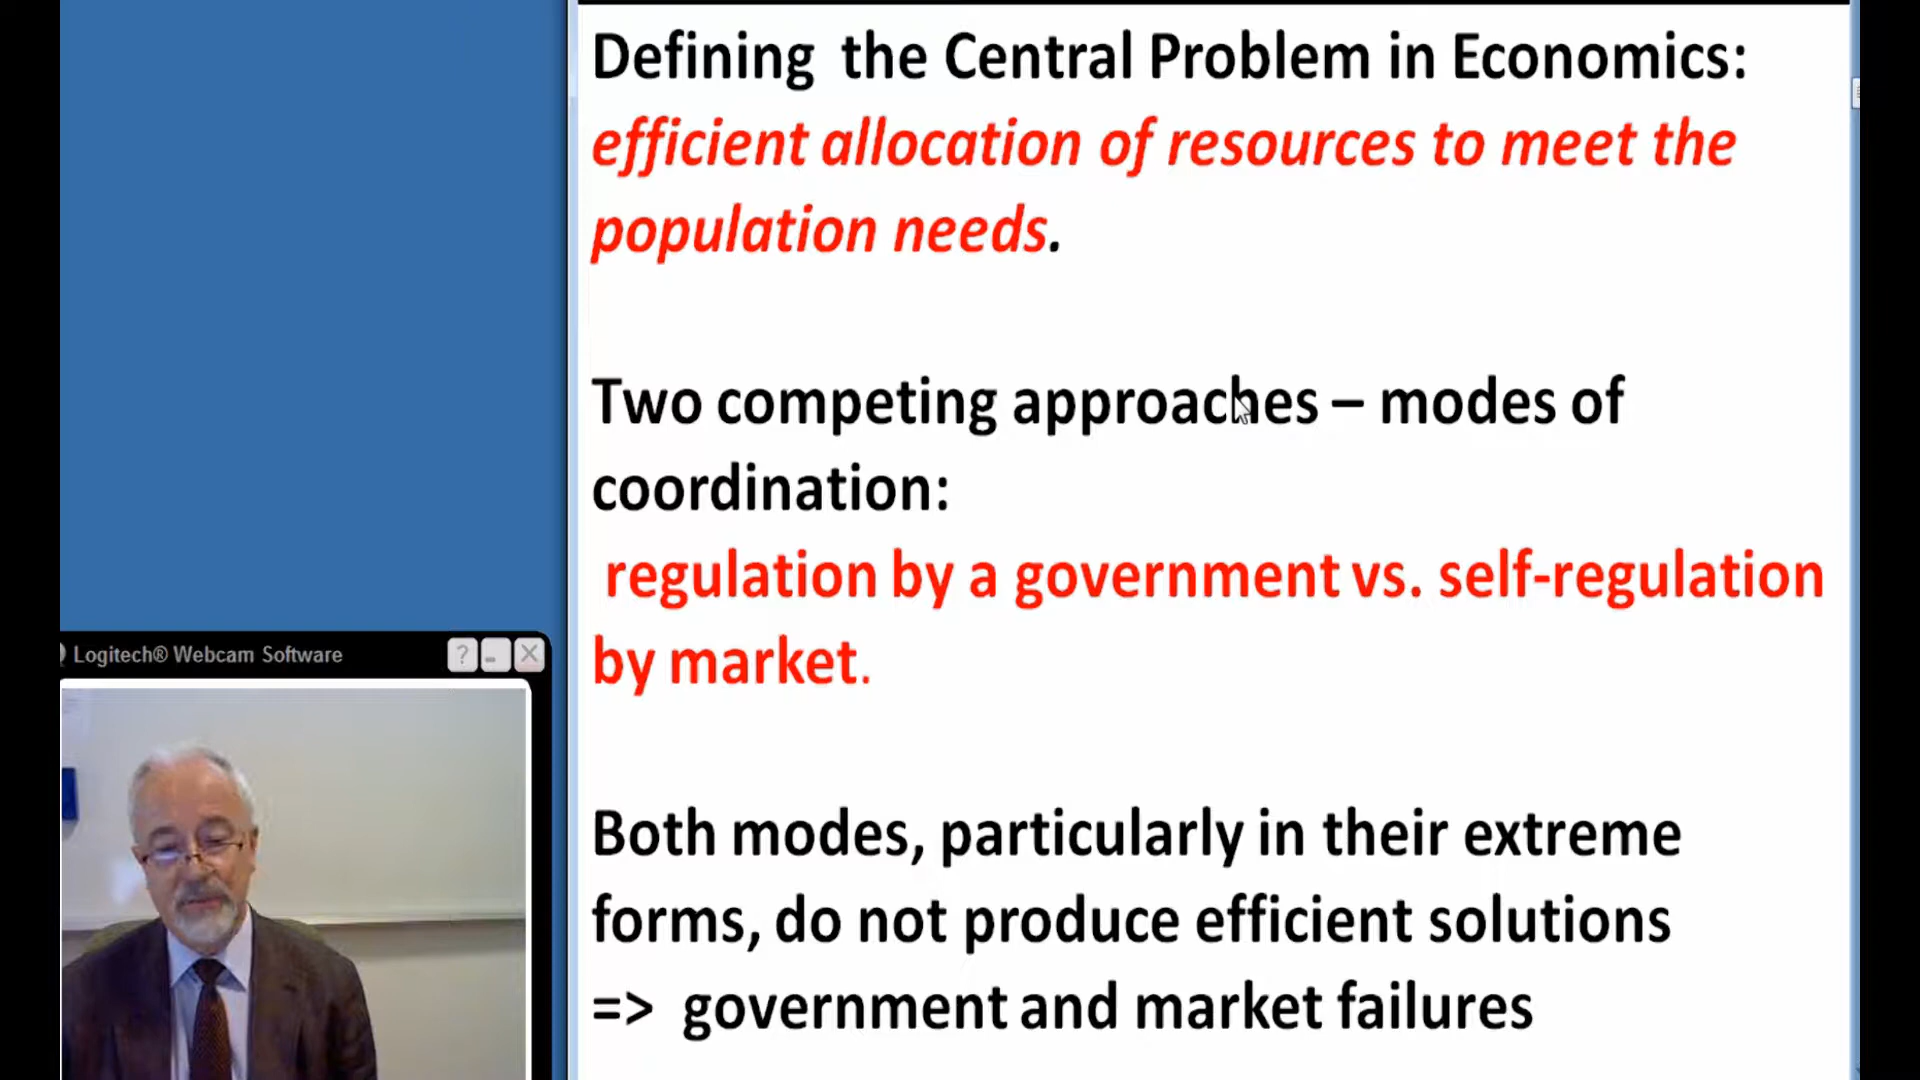 Defining the Central Problem in Economics:
efficient allocation of resources to meet the
population needs.
Two competing approaches – modes of
coordination:
regulation by a government vs. self-regulation
by market.
Both modes, particularly in their extreme
forms, do not produce efficient solutions
=> government and market failures
Logitech® Webcam Software